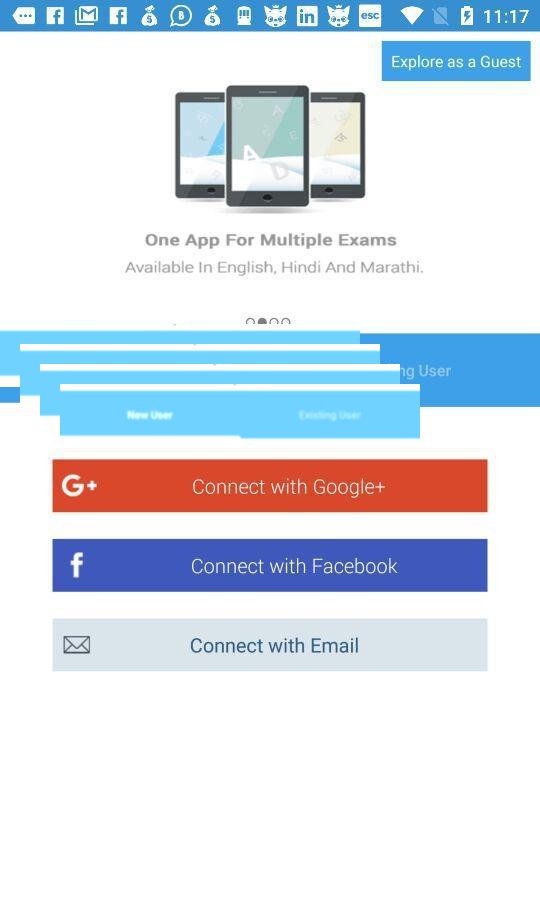 esc
11:17
Explore as a Guest
One App For Multiple Exams
Available In English, Hindi And Marathi.
ng User
New User
Existing User
G+ Connect with Google+
f Connect with Facebook
Connect with Email